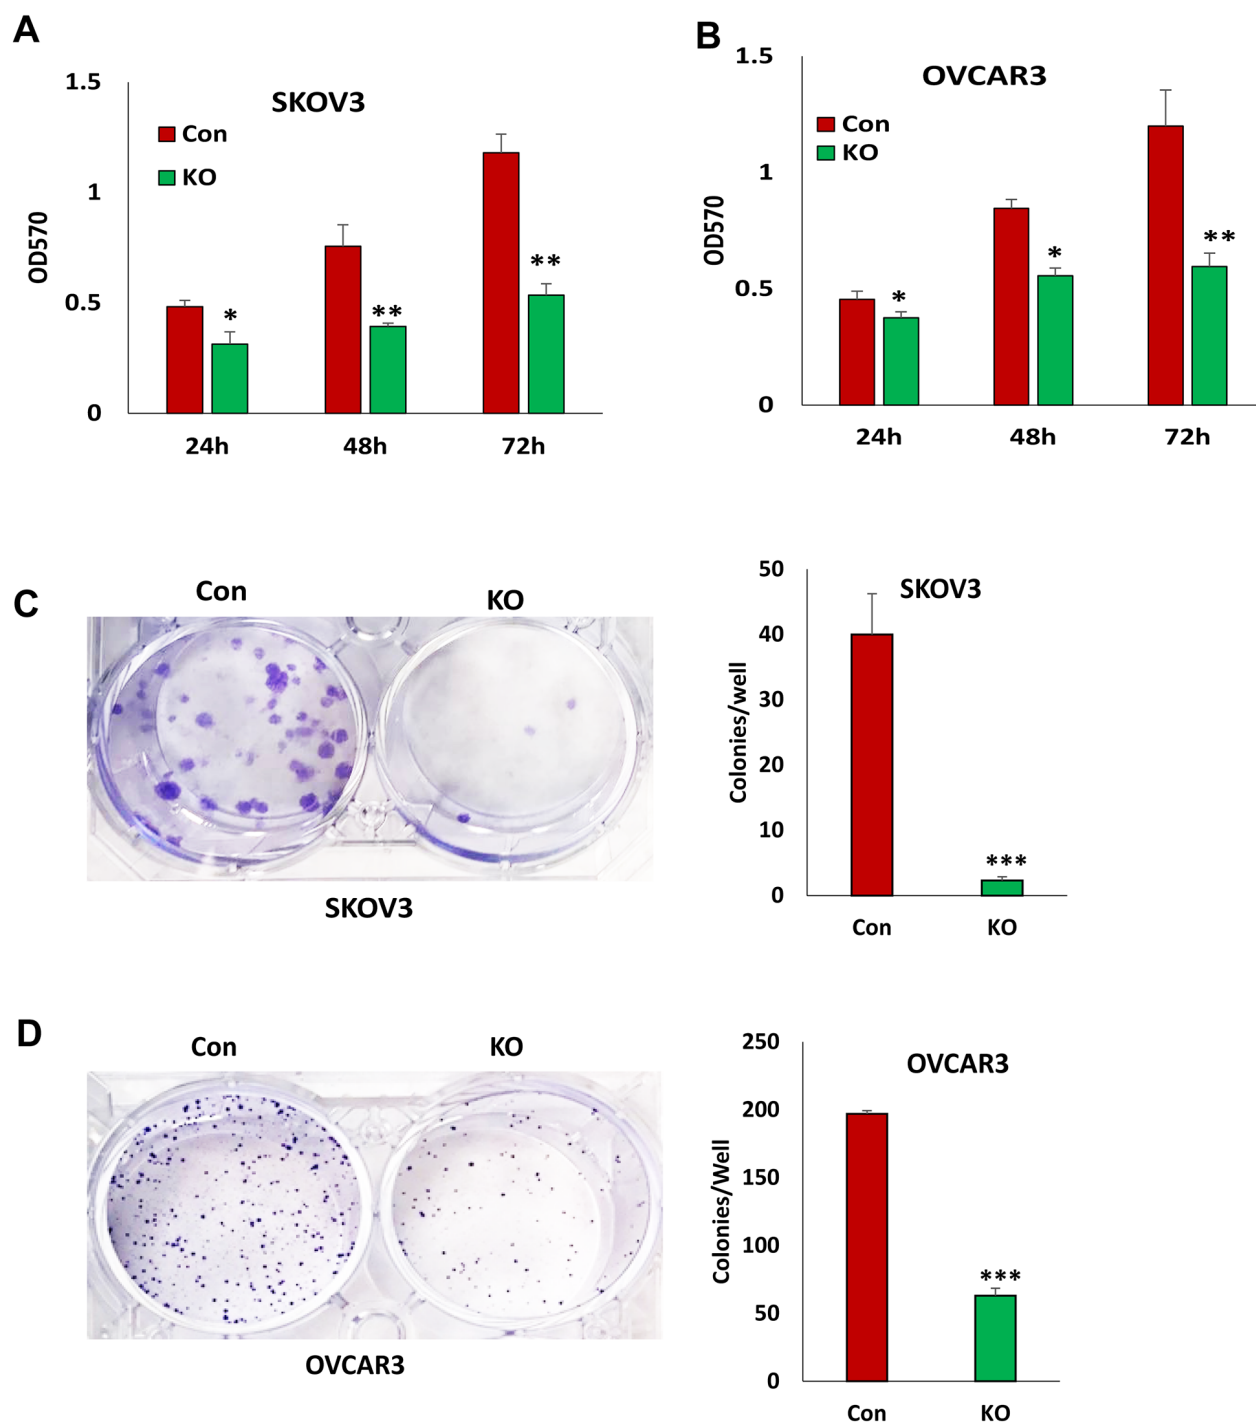 A
SKOV3
Con
KO
OD570
1.5
1
0.5
0
*
**
**
24h
48h
72h
B
OVCAR3
Con
KO
OD570
1.5
1
0.5
0
*
*
**
24h
48h
72h
C
Con
KO
SKOV3
SKOV3
Colonies/well
50
40
30
20
10
0
***
Con
KO
D
Con
KO
OVCAR3
OVCAR3
Colonies/Well
250
200
150
100
50
0
***
Con
KO